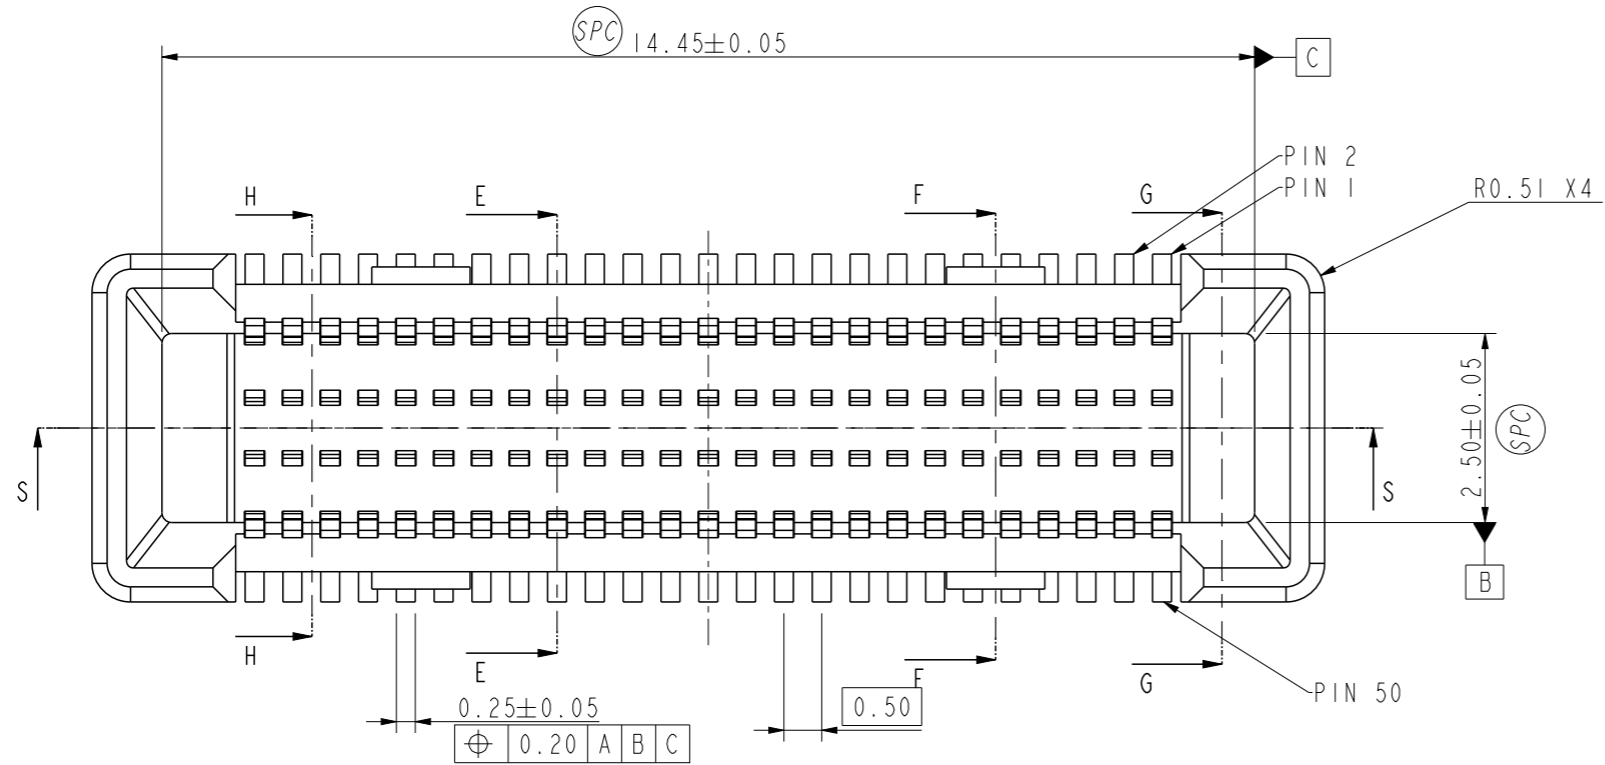 SPC 14.45±0.05
C
PIN 2
PIN 1
R0.51 X4
H
E
F
G
2.50±0.05
SPC
S
S
B
H
E
F
G
PIN 50
0.25±0.05
0.50
⌖ 0.20 A B C